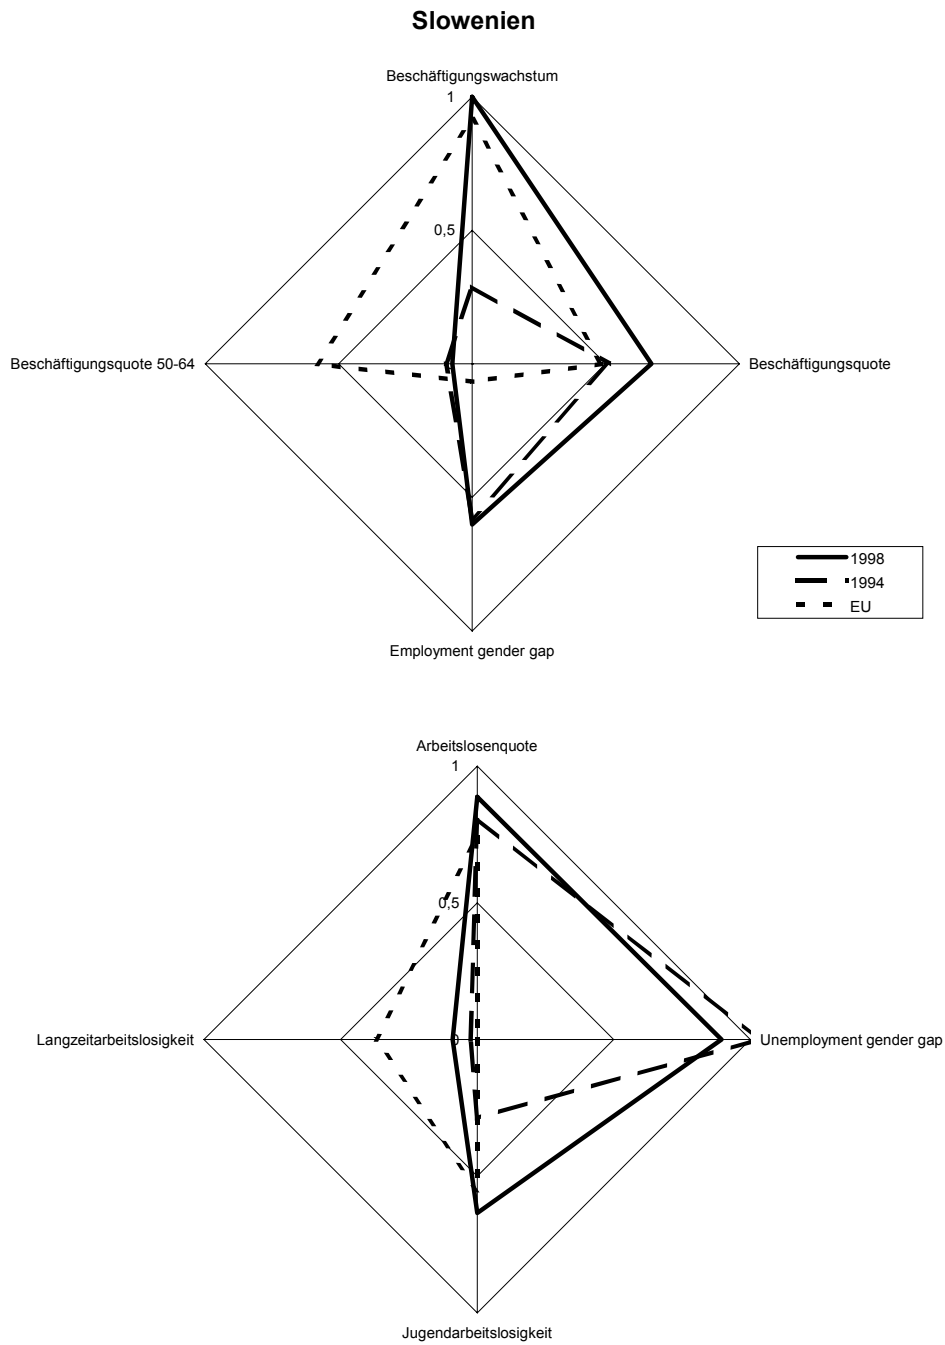 Slowenien
Beschäftigungswachstum
1
0,5
Beschäftigungsquote 50-64
Beschäftigungsquote
1998
1994
EU
Employment gender gap
Arbeitslosenquote
1
0,5
Langzeitarbeitslosigkeit
0
Unemployment gender gap
Jugendarbeitslosigkeit